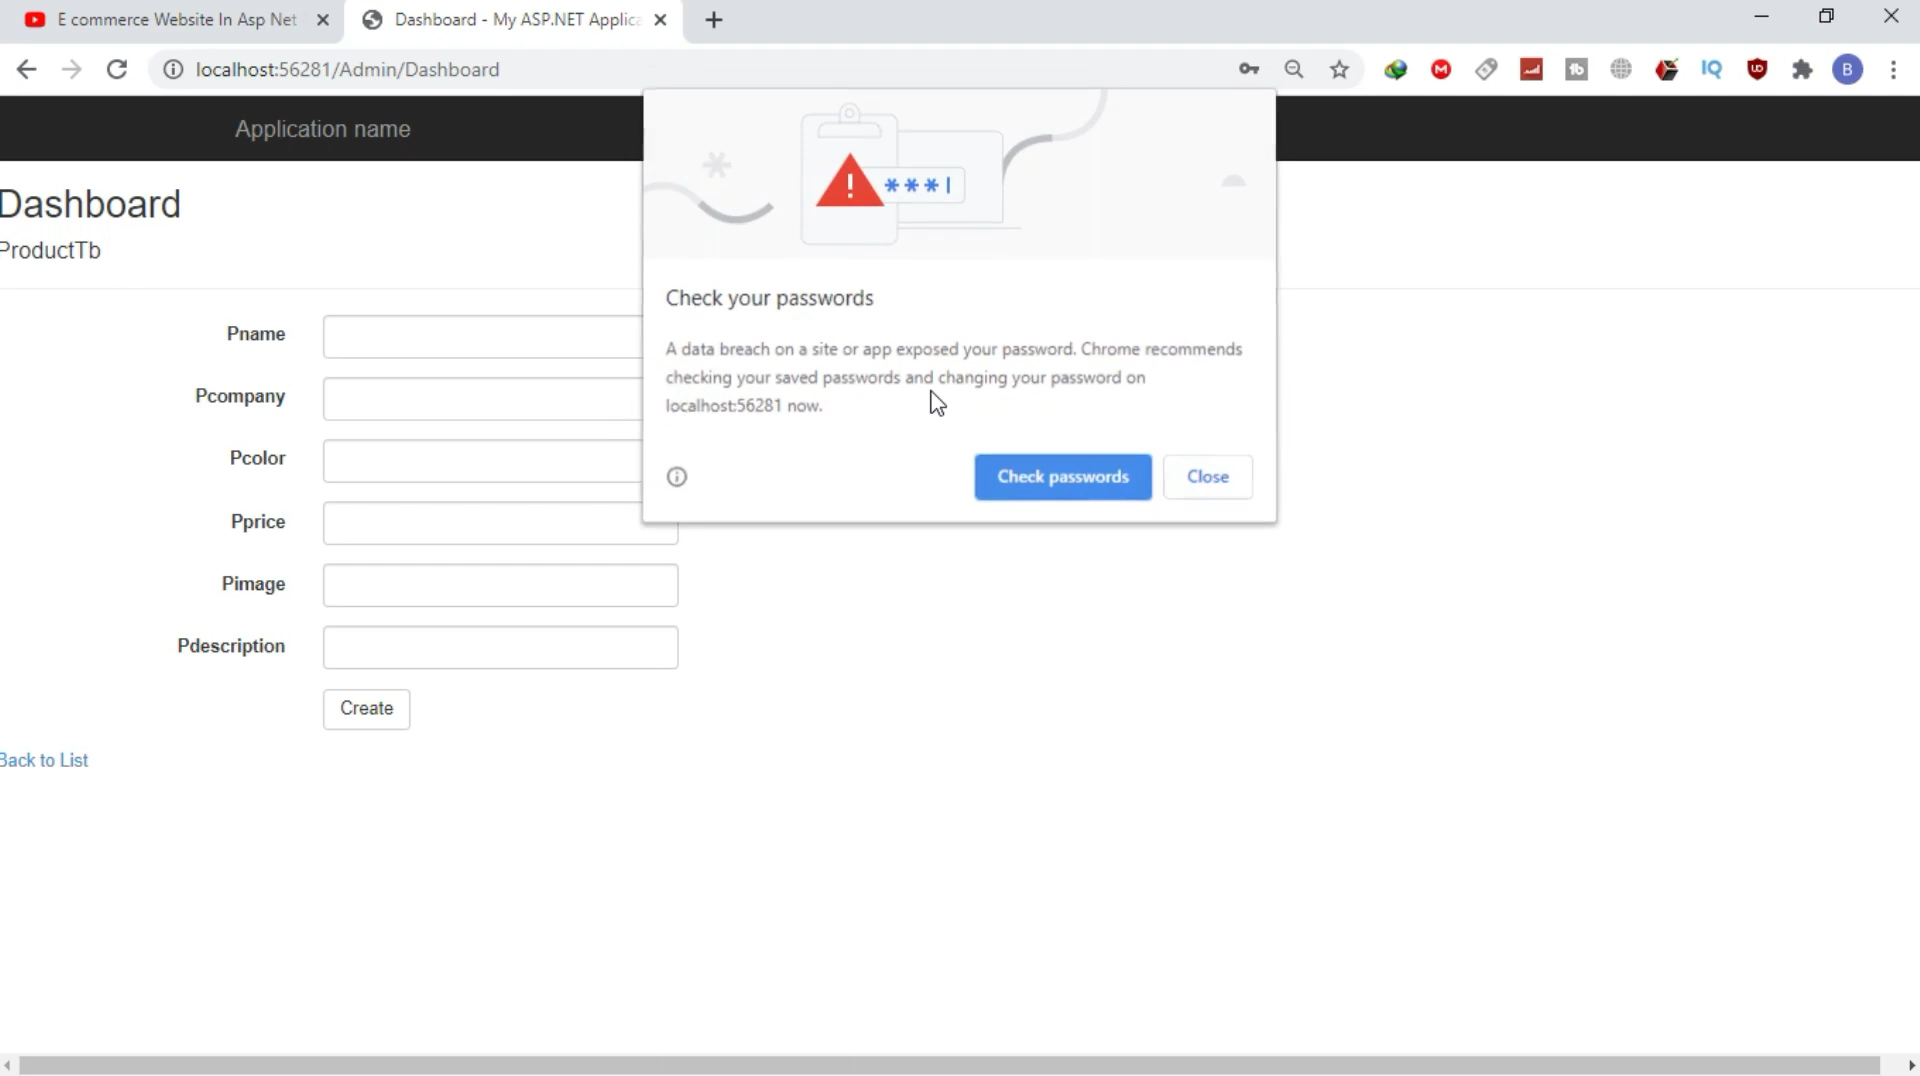 E commerce Website In Asp Net
Dashboard - My ASP.NET Applic
localhost:56281/Admin/Dashboard
M
tb
IQ
B
Application name
Dashboard
ProductTb
Pname
Pcompany
Pcolor
Pprice
Pimage
Pdescription
Create
Back to List
* * * |
Check your passwords
A data breach on a site or app exposed your password. Chrome recommends
checking your saved passwords and changing your password on
localhost:56281 now.
Check passwords
Close